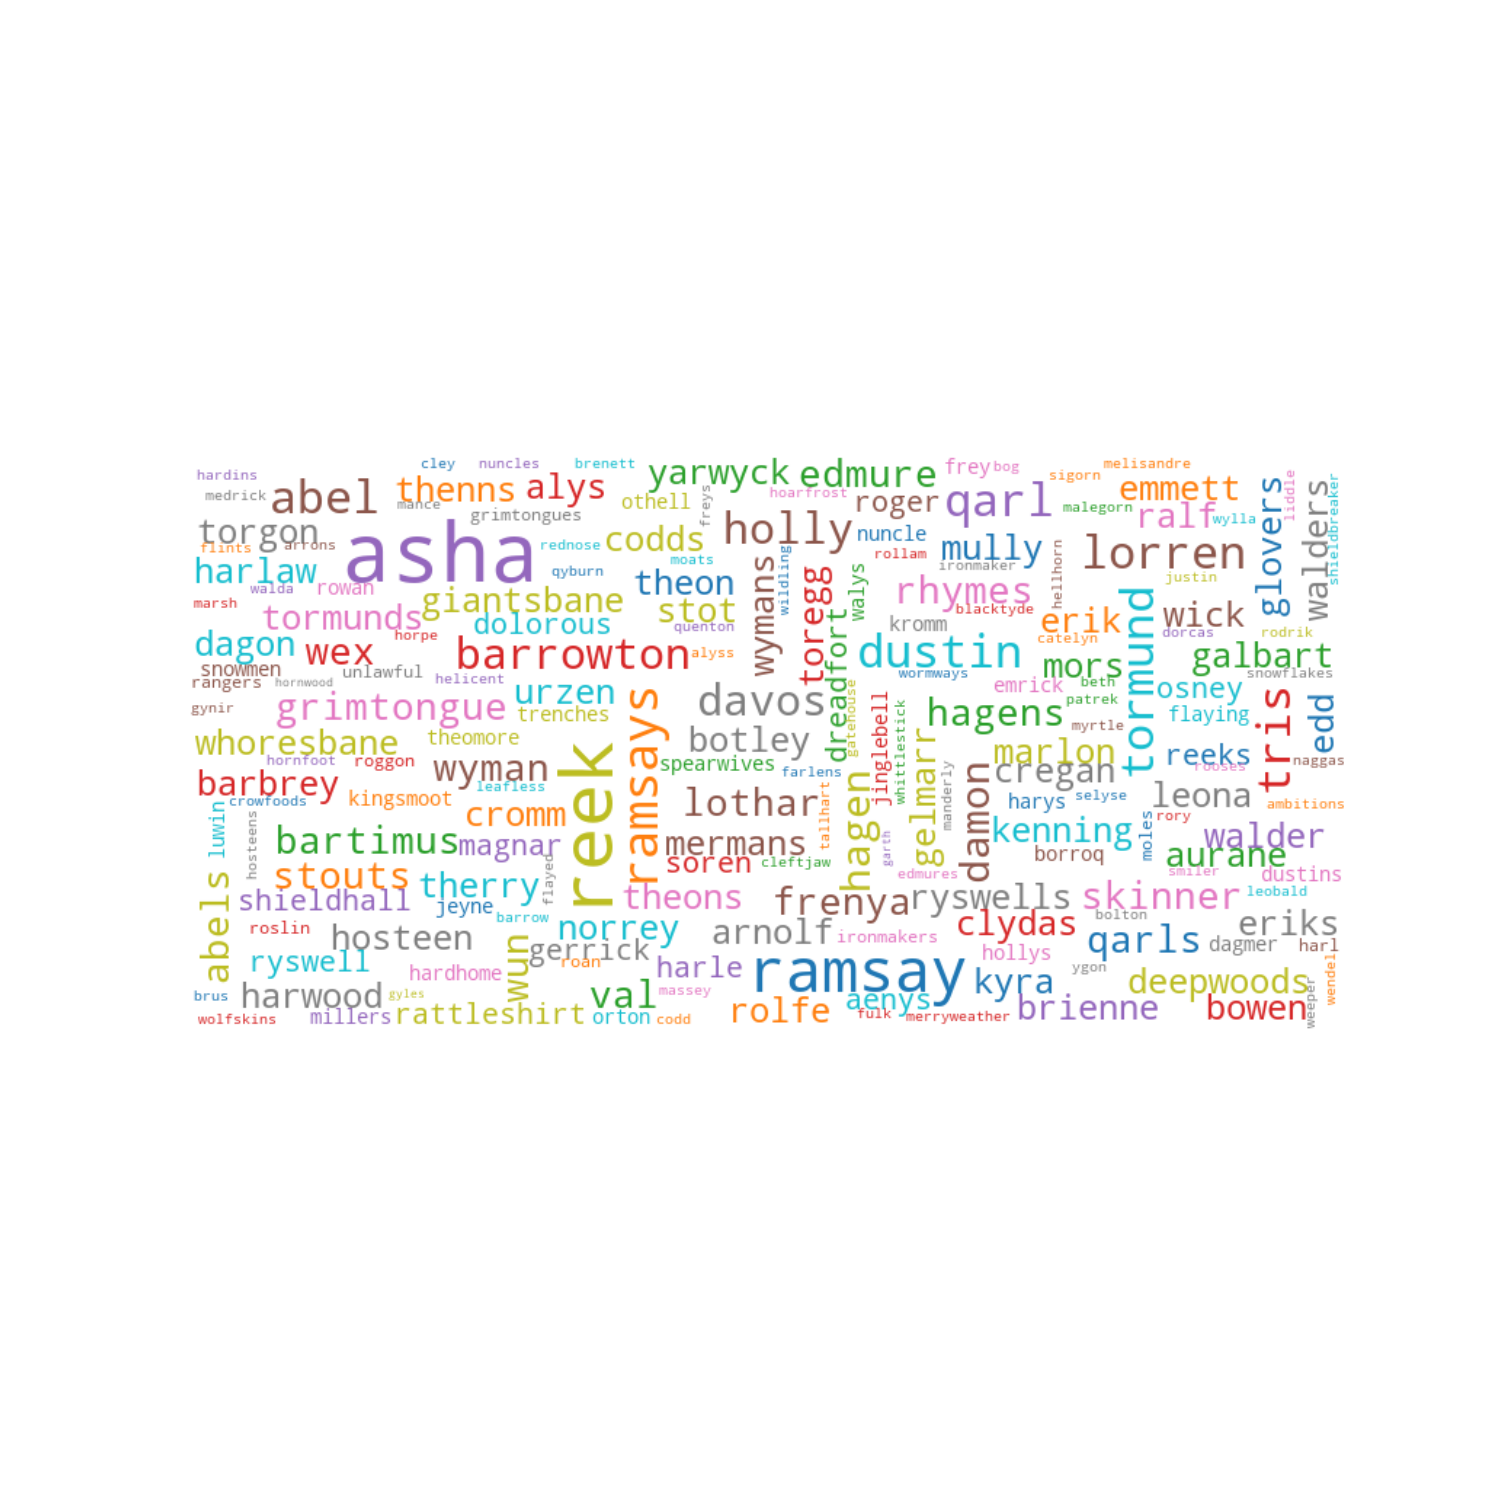 hardins cley nuncles brenett yarwyck edmure frey bog sigorn melisandre
medrick abel mance thenns alys othell freys hoarfrost roger qarl malegorn emmett glovers liddle walders shieldbreaker
torgon grimtongues codds holly nuncle mully ralf wylla
flints arrons asha rednose moats wildling rollam ironmaker hellhorn lorren
harlaw qyburn theon wymans toregg walys rhymes justin
walda rowan giantsbane stot blacktyde erik tormund wick
marsh tormunds dolorous quenton kromm catelyn dorcas rodrik
dagon wex horpe barrowton alyss dreadfort dustin mors galbart
snowmen unlawful helicent wormways beth snowflakes
rangers hornwood urzen ramsays davos gatehouse jinglebell whittlestick emrick patrek osney tris edd
gynir grimtongue trenches hagens myrtle flaying
whoresbane theomore reek botley gelmarr marlon reeks naggas
hornfoot roggon wyman spearwives farlens manderly damon cregan rooses
barbrey leafless hagen
crowfoods kingsmoot lothar tallhart harys selyse leona ambitions
luwin hosteens cromm kenning moles rory
bartimus magnar mermans garth borroq walder
abels stouts flayed soren cleftjaw edmures aurane smiler dustins
shieldhall therry theons frenya ryswells skinner leobald
jeyne barrow clydas bolton eriks
roslin hosteen norrey arnolf ironmakers qarls dagmer harl
ryswell wun gerrick roan harle hollys ygon wendell
hardhome ramsay kyra deepwoods weeper
brus harwood gyles val massey aenys brienne bowen
wolfskins millers rattleshirt orton codd rolfe fulk merryweather